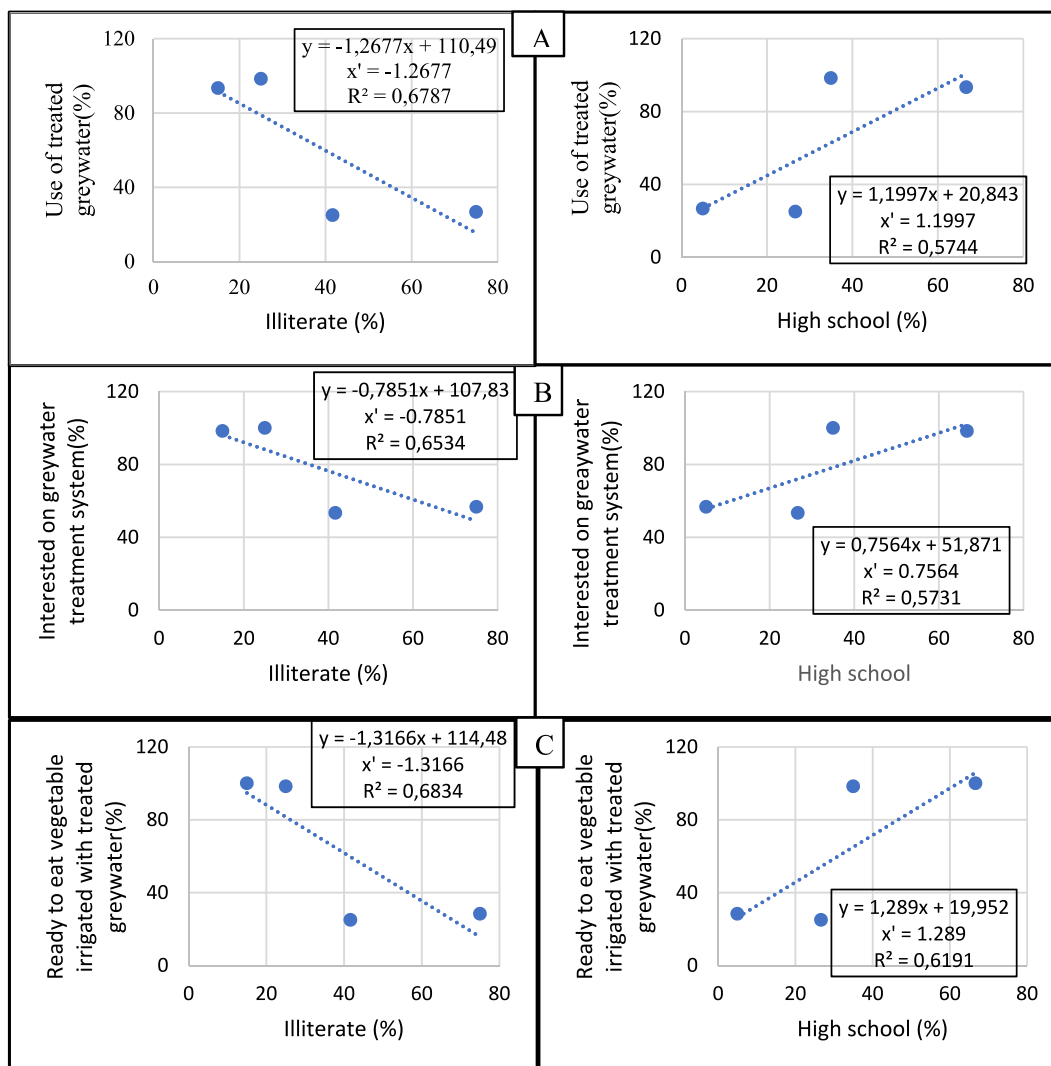 A
120
80
40
0
Use of treated
greywater(%)
y = -1,2677x + 110,49
x' = -1.2677
R² = 0,6787
0 20 40 60 80
Illiterate (%)
120
80
40
0
Use of treated
greywater(%)
y = 1,1997x + 20,843
x' = 1.1997
R² = 0,5744
0 20 40 60 80
High school (%)
B
120
80
40
0
Interested on greywater
treatment system(%)
y = -0,7851x + 107,83
x' = -0.7851
R² = 0,6534
0 20 40 60 80
Illiterate (%)
120
80
40
0
Interested on greaywater
treatment system(%)
y = 0,7564x + 51,871
x' = 0.7564
R² = 0,5731
0 20 40 60 80
High school
C
120
80
40
0
Ready to eat vegetable
irrigated with treated
greywater(%)
y = -1,3166x + 114,48
x' = -1.3166
R² = 0,6834
0 20 40 60 80
Illiterate (%)
120
80
40
0
Ready to eat vegetable
irrigated with treated
greywater(%)
y = 1,289x + 19,952
x' = 1.289
R² = 0,6191
0 20 40 60 80
High school (%)